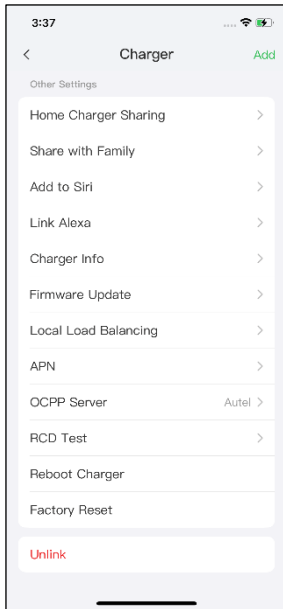 3:37
Charger
Add
Other Settings
Home Charger Sharing
Share with Family
Add to Siri
Link Alexa
Charger Info
Firmware Update
Local Load Balancing
APN
OCPP Server Autel
RCD Test
Reboot Charger
Factory Reset
Unlink